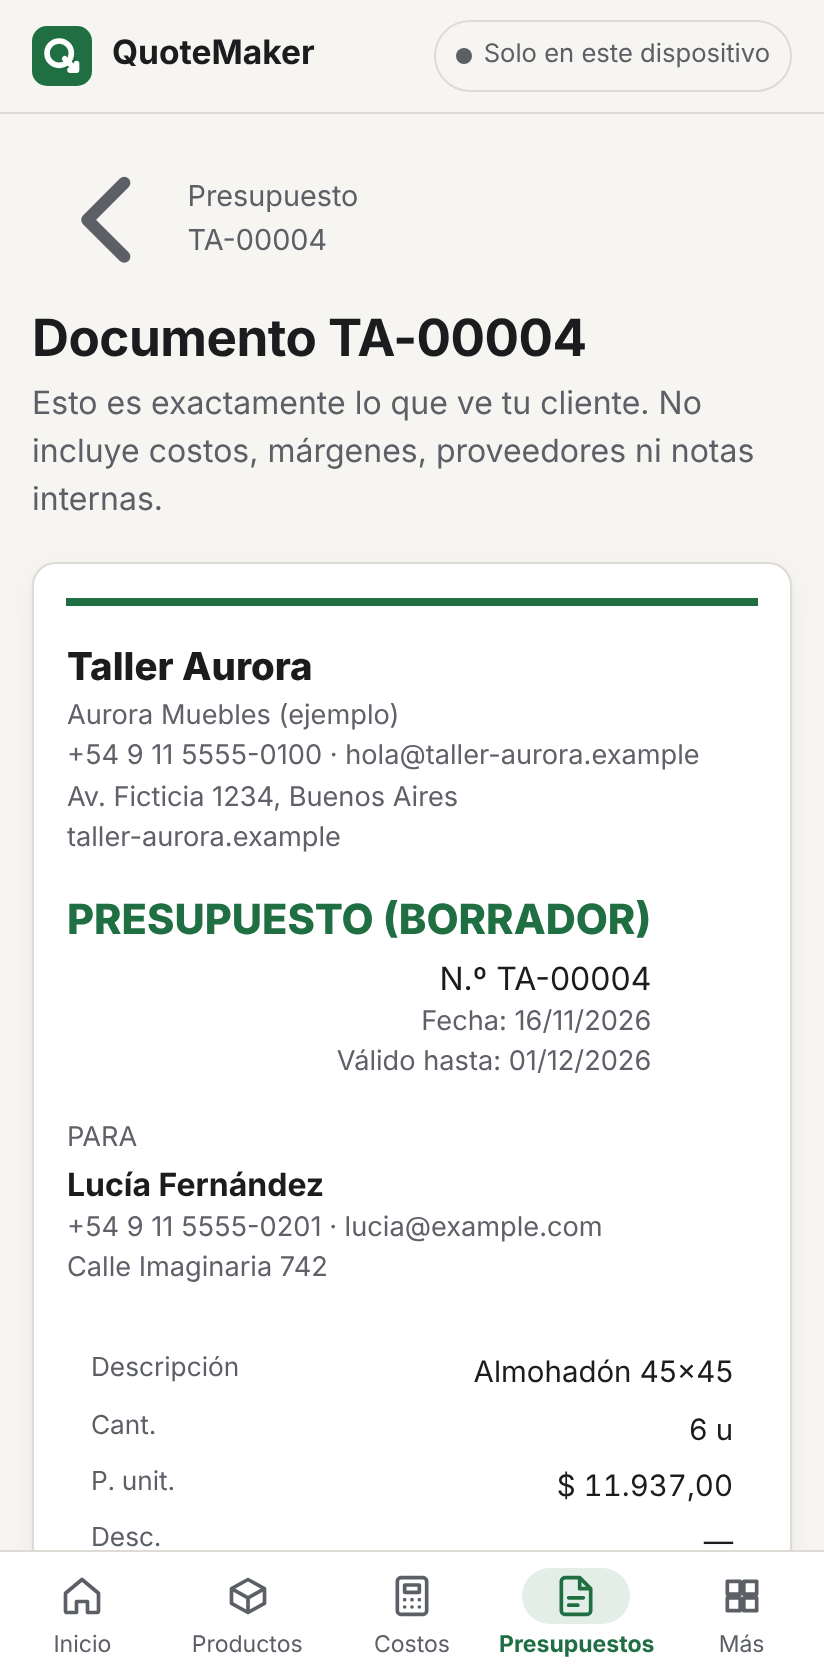 QuoteMaker
Solo en este dispositivo
Presupuesto
TA-00004
Documento TA-00004
Esto es exactamente lo que ve tu cliente. No
incluye costos, márgenes, proveedores ni notas
internas.
Taller Aurora
Aurora Muebles (ejemplo)
+54 9 11 5555-0100 · hola@taller-aurora.example
Av. Ficticia 1234, Buenos Aires
taller-aurora.example
PRESUPUESTO (BORRADOR)
N.º TA-00004
Fecha: 16/11/2026
Válido hasta: 01/12/2026
PARA
Lucía Fernández
+54 9 11 5555-0201 · lucia@example.com
Calle Imaginaria 742
Descripción Almohadón 45×45
Cant. 6 u
P. unit. $ 11.937,00
Desc. —
Inicio Productos Costos Presupuestos Más